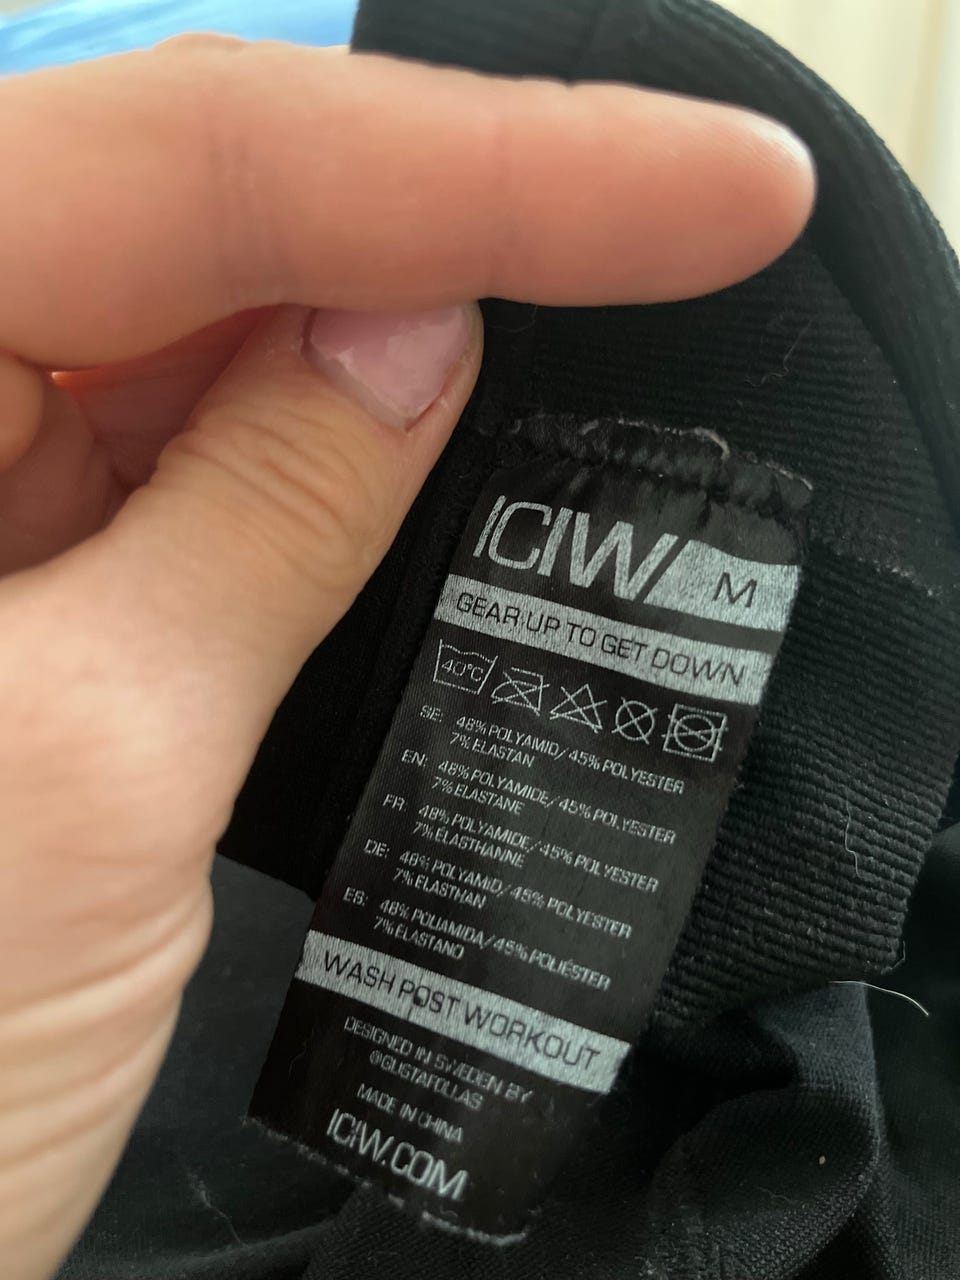 ICIW M
GEAR UP TO GET DOWN
40°C
SE: 48% POLYAMID/45% POLYESTER
7% ELASTAN
EN: 48% POLYAMIDE/45% POLYESTER
7% ELASTANE
FR: 48% POLYAMIDE/45% POLYESTER
7% ELASTHANNE
DE: 48% POLYAMID/45% POLYESTER
7% ELASTHAN
ES: 48% POLIAMIDA/45% POLIÉSTER
7% ELASTANO
WASH POST WORKOUT
DESIGNED IN SWEDEN BY
@GUSTAFOLLAS
MADE IN CHINA
ICIW.COM